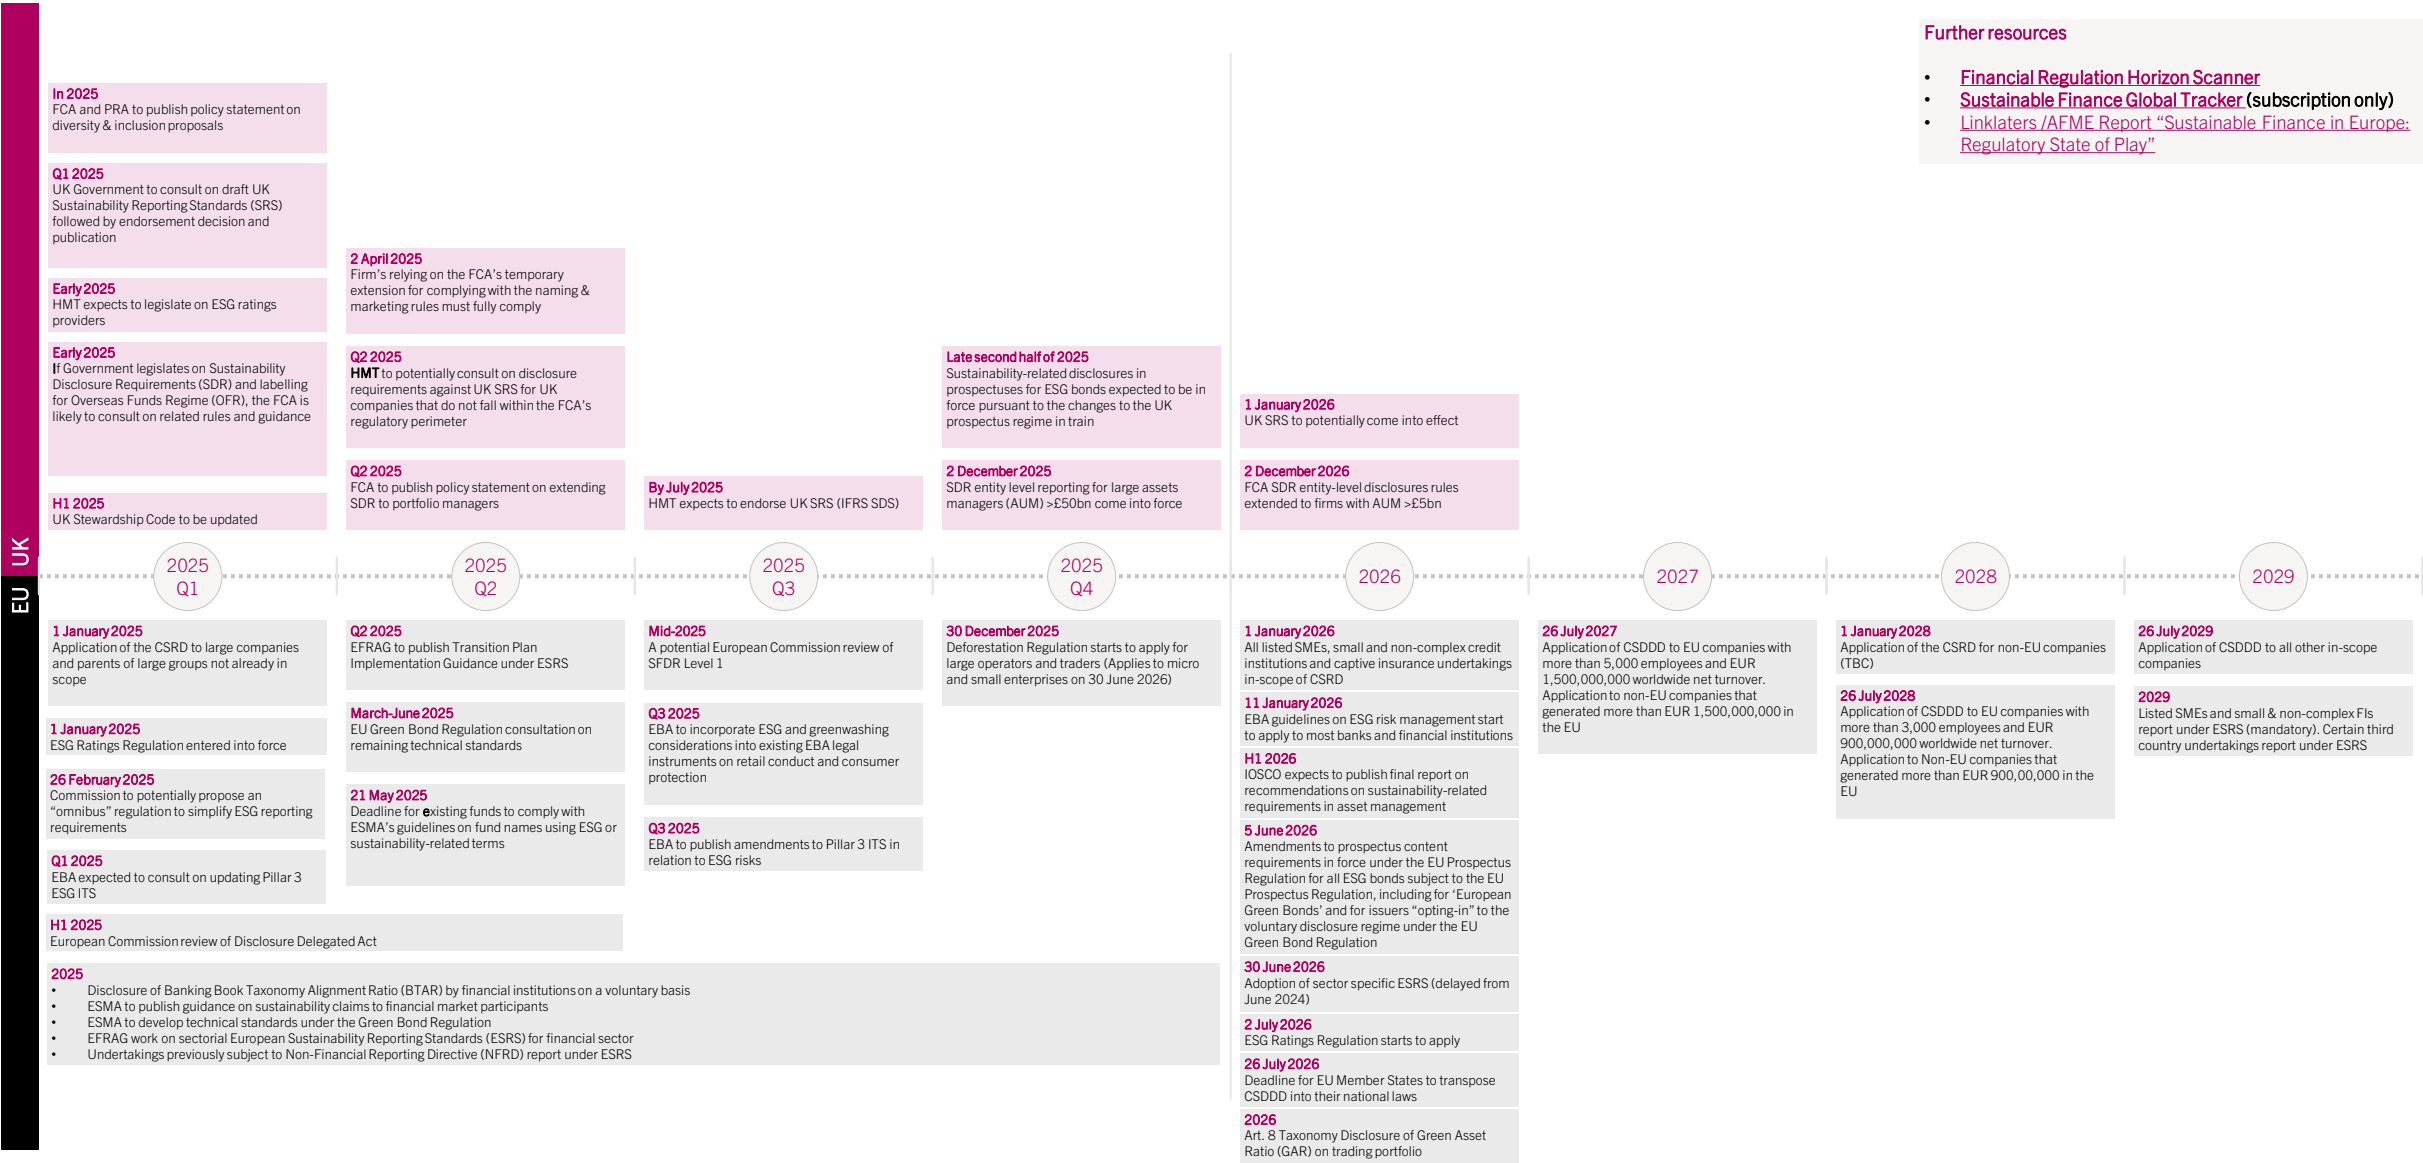 Further resources
• Financial Regulation Horizon Scanner
• Sustainable Finance Global Tracker (subscription only)
• Linklaters /AFME Report “Sustainable Finance in Europe:
Regulatory State of Play”
UK
In 2025
FCA and PRA to publish policy statement on
diversity & inclusion proposals
Q1 2025
UK Government to consult on draft UK
Sustainability Reporting Standards (SRS)
followed by endorsement decision and
publication
Early 2025
HMT expects to legislate on ESG ratings
providers
Early 2025
If Government legislates on Sustainability
Disclosure Requirements (SDR) and labelling
for Overseas Funds Regime (OFR), the FCA is
likely to consult on related rules and guidance
H1 2025
UK Stewardship Code to be updated
2 April 2025
Firm’s relying on the FCA’s temporary
extension for complying with the naming &
marketing rules must fully comply
Q2 2025
HMT to potentially consult on disclosure
requirements against UK SRS for UK
companies that do not fall within the FCA’s
regulatory perimeter
Q2 2025
FCA to publish policy statement on extending
SDR to portfolio managers
By July 2025
HMT expects to endorse UK SRS (IFRS SDS)
Late second half of 2025
Sustainability-related disclosures in
prospectuses for ESG bonds expected to be in
force pursuant to the changes to the UK
prospectus regime in train
2 December 2025
SDR entity level reporting for large assets
managers (AUM) >£50bn come into force
1 January 2026
UK SRS to potentially come into effect
2 December 2026
FCA SDR entity-level disclosures rules
extended to firms with AUM >£5bn
2025
Q1
2025
Q2
2025
Q3
2025
Q4
2026
2027
2028
2029
EU
1 January 2025
Application of the CSRD to large companies
and parents of large groups not already in
scope
1 January 2025
ESG Ratings Regulation entered into force
26 February 2025
Commission to potentially propose an
“omnibus” regulation to simplify ESG reporting
requirements
Q1 2025
EBA expected to consult on updating Pillar 3
ESG ITS
H1 2025
European Commission review of Disclosure Delegated Act
2025
• Disclosure of Banking Book Taxonomy Alignment Ratio (BTAR) by financial institutions on a voluntary basis
• ESMA to publish guidance on sustainability claims to financial market participants
• ESMA to develop technical standards under the Green Bond Regulation
• EFRAG work on sectorial European Sustainability Reporting Standards (ESRS) for financial sector
• Undertakings previously subject to Non-Financial Reporting Directive (NFRD) report under ESRS
Q2 2025
EFRAG to publish Transition Plan
Implementation Guidance under ESRS
March-June 2025
EU Green Bond Regulation consultation on
remaining technical standards
21 May 2025
Deadline for existing funds to comply with
ESMA’s guidelines on fund names using ESG or
sustainability-related terms
Mid-2025
A potential European Commission review of
SFDR Level 1
Q3 2025
EBA to incorporate ESG and greenwashing
considerations into existing EBA legal
instruments on retail conduct and consumer
protection
Q3 2025
EBA to publish amendments to Pillar 3 ITS in
relation to ESG risks
30 December 2025
Deforestation Regulation starts to apply for
large operators and traders (Applies to micro
and small enterprises on 30 June 2026)
1 January 2026
All listed SMEs, small and non-complex credit
institutions and captive insurance undertakings
in-scope of CSRD
11 January 2026
EBA guidelines on ESG risk management start
to apply to most banks and financial institutions
H1 2026
IOSCO expects to publish final report on
recommendations on sustainability-related
requirements in asset management
5 June 2026
Amendments to prospectus content
requirements in force under the EU Prospectus
Regulation for all ESG bonds subject to the EU
Prospectus Regulation, including for ‘European
Green Bonds’ and for issuers “opting-in” to the
voluntary disclosure regime under the EU
Green Bond Regulation
30 June 2026
Adoption of sector specific ESRS (delayed from
June 2024)
2 July 2026
ESG Ratings Regulation starts to apply
26 July 2026
Deadline for EU Member States to transpose
CSDDD into their national laws
2026
Art. 8 Taxonomy Disclosure of Green Asset
Ratio (GAR) on trading portfolio
26 July 2027
Application of CSDDD to EU companies with
more than 5,000 employees and EUR
1,500,000,000 worldwide net turnover.
Application to non-EU companies that
generated more than EUR 1,500,000,000 in
the EU
1 January 2028
Application of the CSRD for non-EU companies
(TBC)
26 July 2028
Application of CSDDD to EU companies with
more than 3,000 employees and EUR
900,000,000 worldwide net turnover.
Application to Non-EU companies that
generated more than EUR 900,00,000 in the
EU
26 July 2029
Application of CSDDD to all other in-scope
companies
2029
Listed SMEs and small & non-complex FIs
report under ESRS (mandatory). Certain third
country undertakings report under ESRS